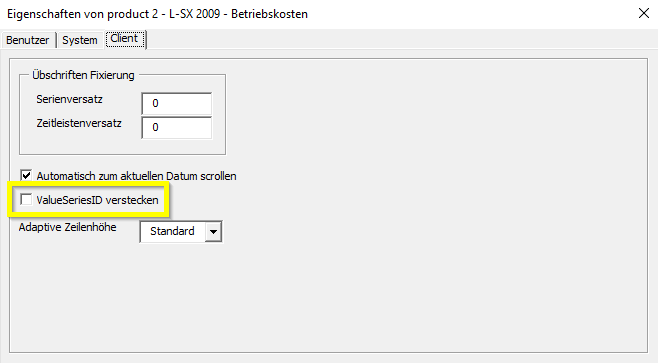 Eigenschaften von product 2 - L-SX 2009 - Betriebskosten
Benutzer System Client
Übschriften Fixierung
Serienversatz 0
Zeitleistenversatz 0
Automatisch zum aktuellen Datum scrollen
ValueSeriesID verstecken
Adaptive Zeilenhöhe Standard